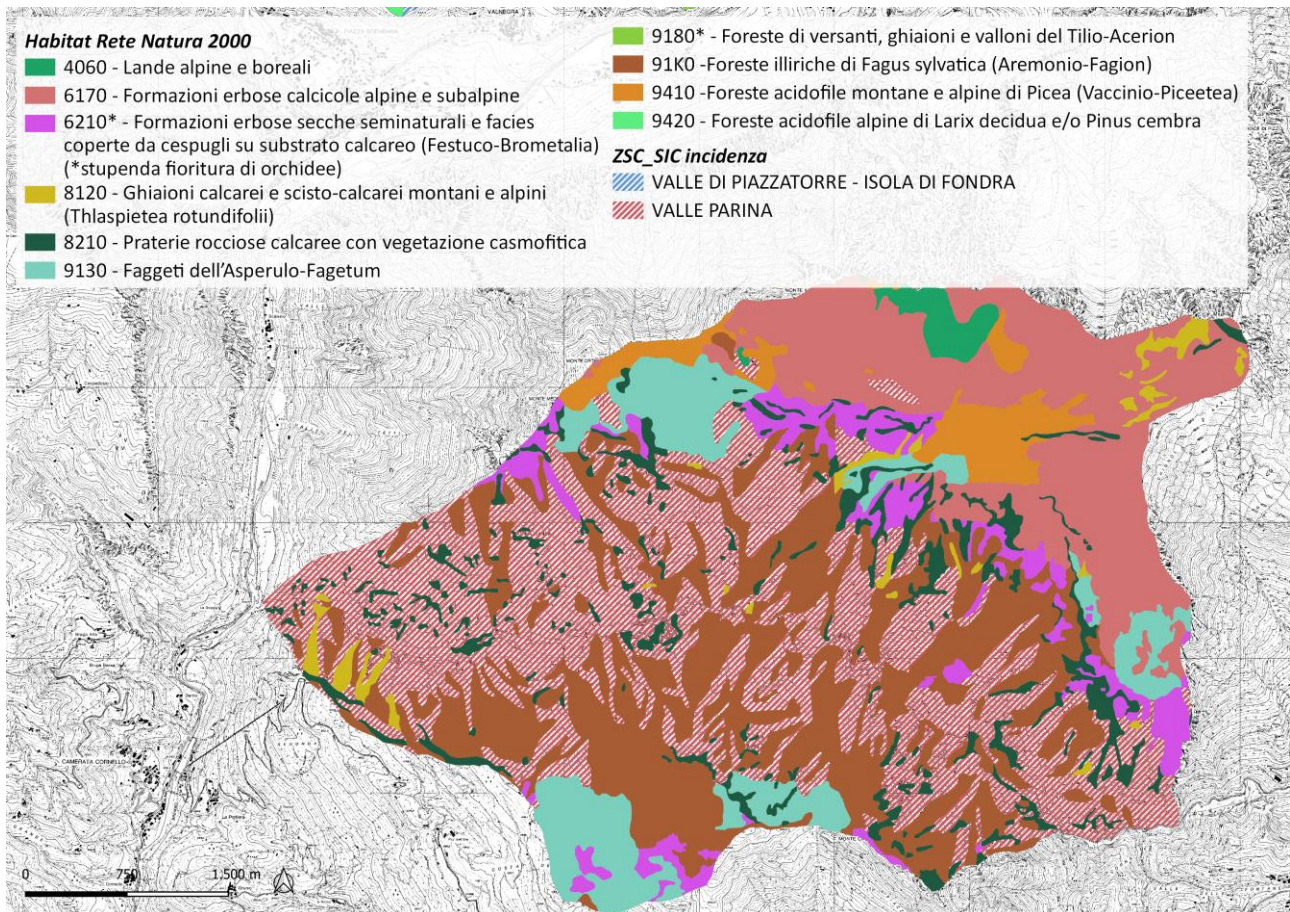 VALNEGRA
Habitat Rete Natura 2000
4060 - Lande alpine e boreali
6170 - Formazioni erbose calcicole alpine e subalpine
6210* - Formazioni erbose secche seminaturali e facies
coperte da cespugli su substrato calcareo (Festuco-Brometalia)
(*stupenda fioritura di orchidee)
8120 - Ghiaioni calcarei e scisto-calcarei montani e alpini
(Thlaspietea rotundifolii)
8210 - Praterie rocciose calcaree con vegetazione casmofitica
9130 - Faggeti dell'Asperulo-Fagetum
9180* - Foreste di versanti, ghiaioni e valloni del Tilio-Acerion
91K0 -Foreste illiriche di Fagus sylvatica (Aremonio-Fagion)
9410 -Foreste acidofile montane e alpine di Picea (Vaccinio-Piceetea)
9420 - Foreste acidofile alpine di Larix decidua e/o Pinus cembra
ZSC_SIC incidenza
VALLE DI PIAZZATORRE - ISOLA DI FONDRA
VALLE PARINA
CAMERATA CORNELLO
0 750 1.500 m